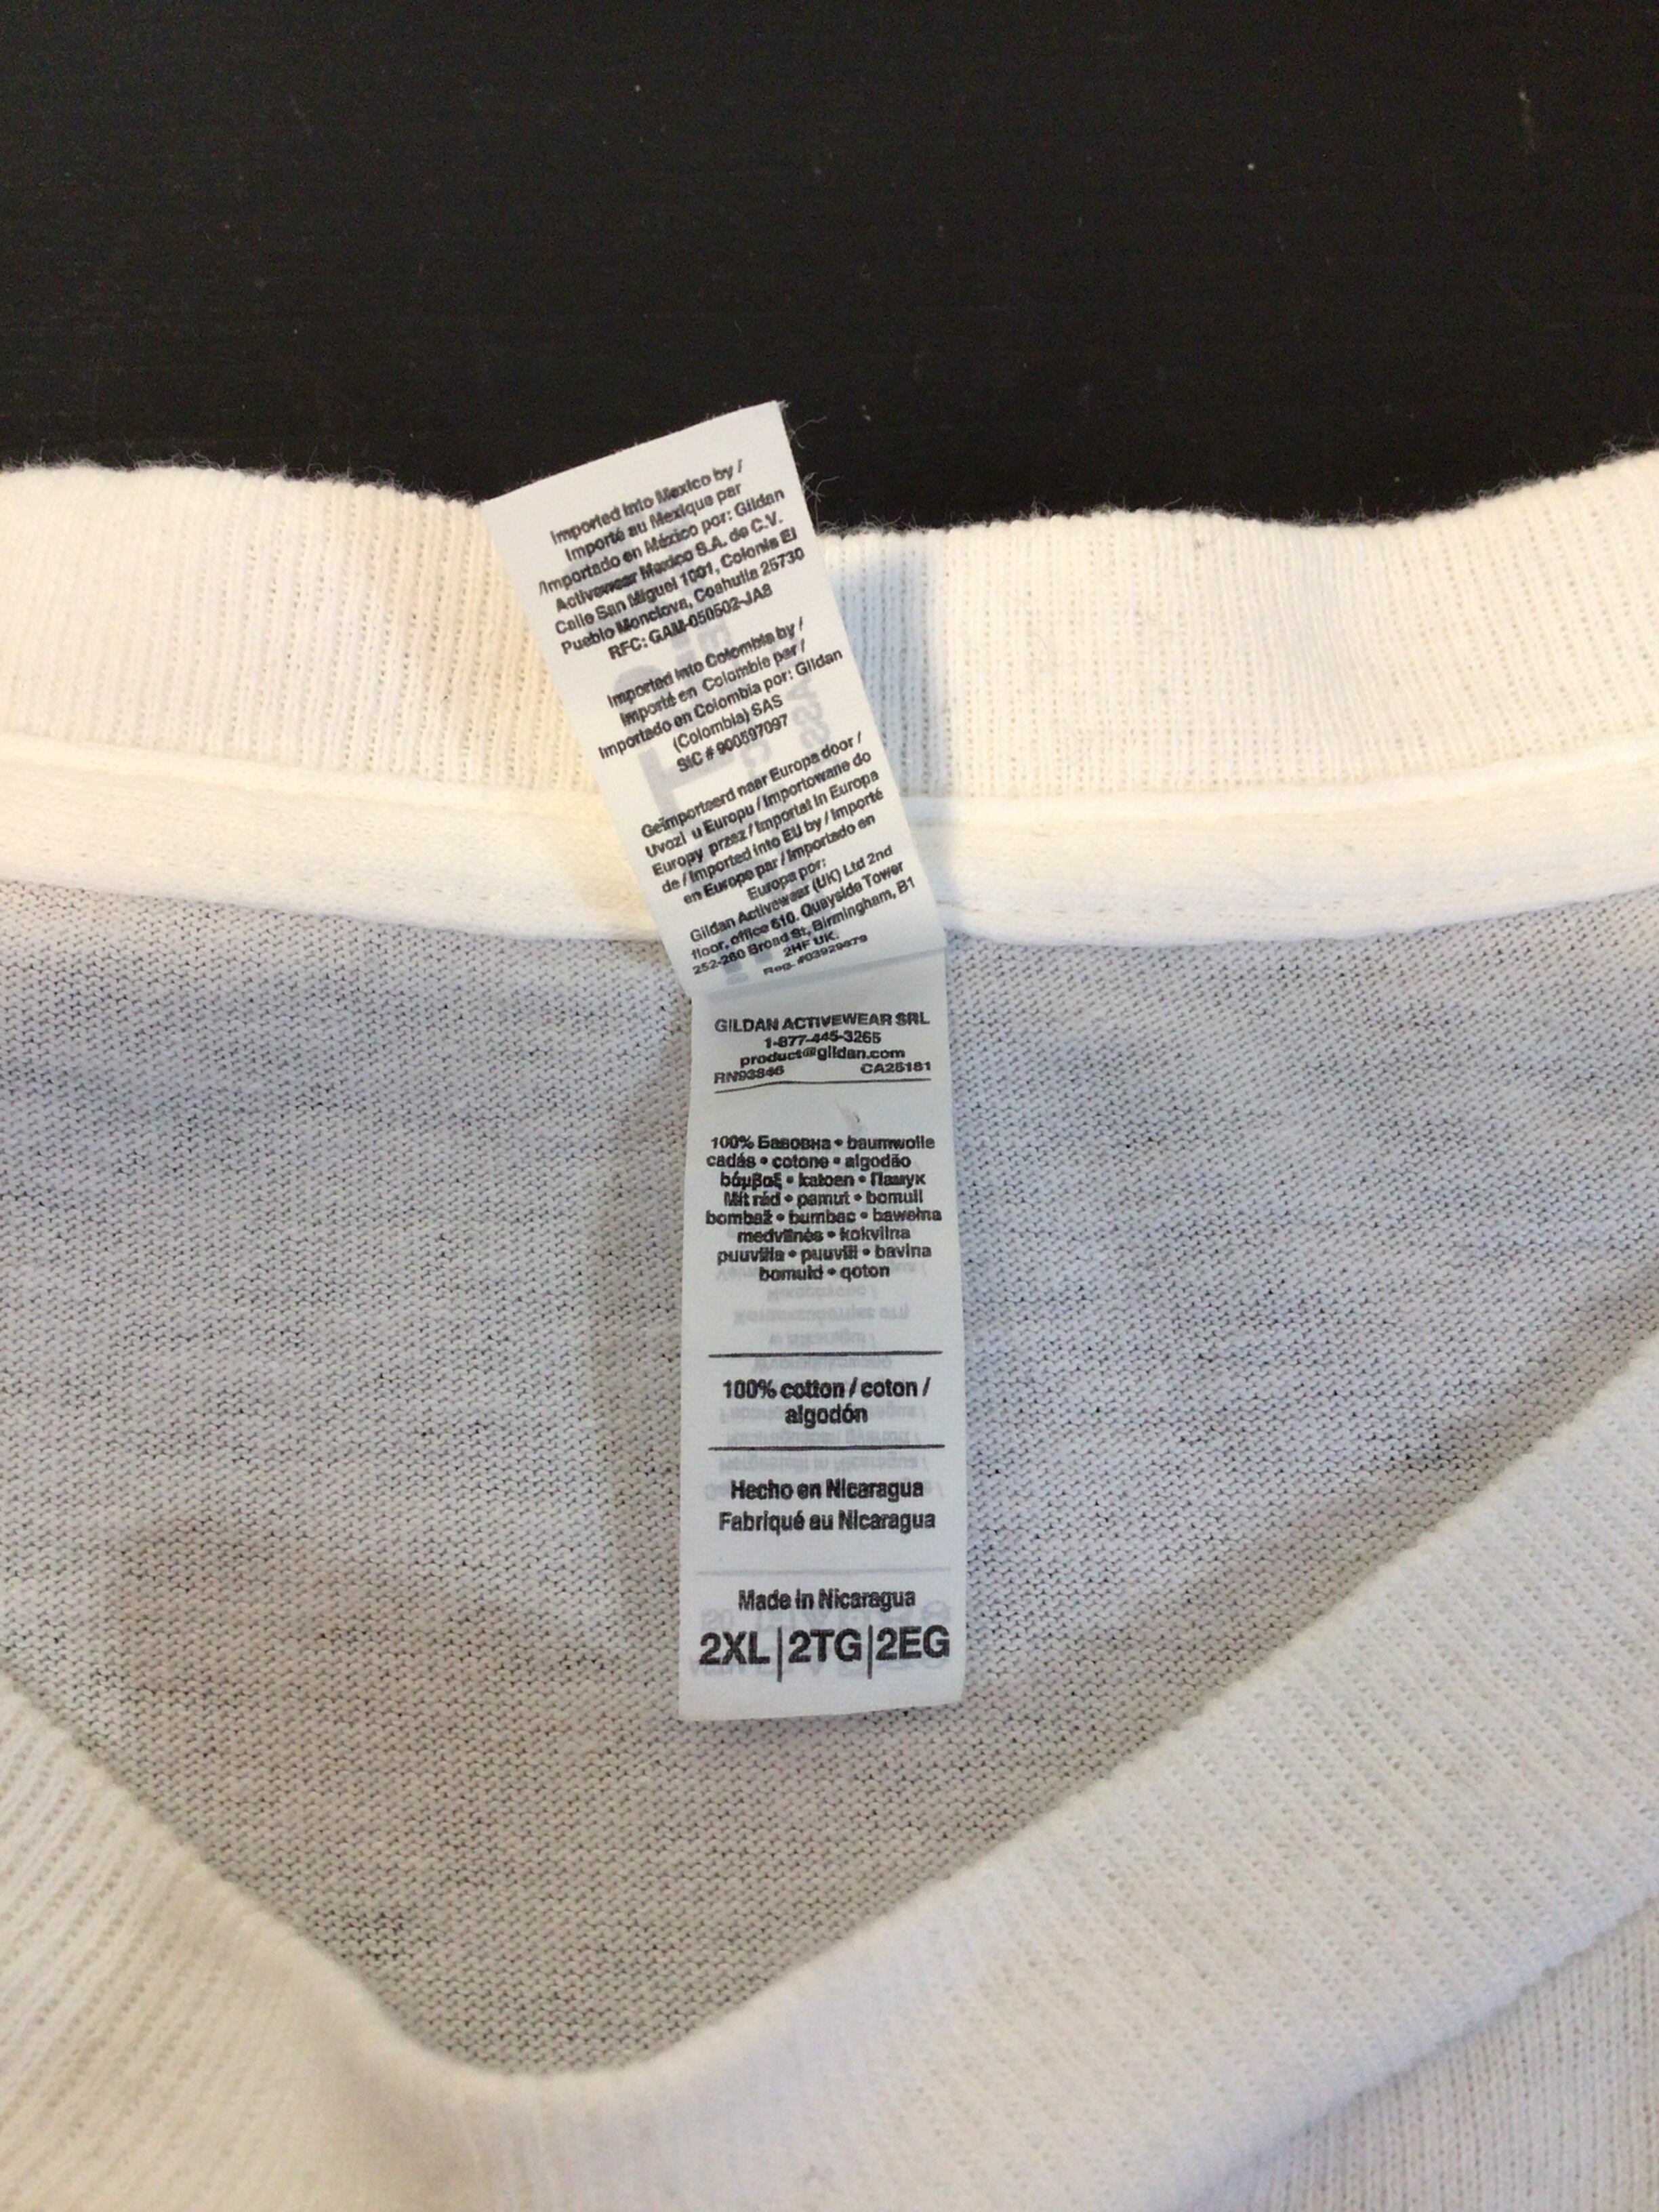 Imported into Mexico by /
Importé au Mexique par
/Importado en México por: Gildan
Activewear Mexico S.A. de C.V.
Calle San Miguel 1001, Colonia El
Pueblo Monclova, Coahuila 25730
RFC: GAM-050502-JA8
Imported into Colombia by /
Importé en Colombie par /
Importado en Colombia por: Gildan
(Colombia) SAS
SIC # 900597097
Geïmporteerd naar Europa door /
Uvozi u Europu / Importowane do
Europy przez / Importat in Europa
de / Imported into EU by / Importé
en Europe par / Importado en
Europa por:
Gildan Activewear (UK) Ltd 2nd
floor, office 610. Quayside Tower
252-260 Broad St, Birmingham, B1
2HF UK.
Reg. #03929679
GILDAN ACTIVEWEAR SRL
1-877-445-3265
product@gildan.com
RN93846 CA25181
100% Бавовна • baumwolle
cadás • cotone • algodão
βάμβαξ • katoen • Памук
Mit rád • pamut • bomull
bombaž • bumbac • bawełna
medvilnės • kokvilna
puuvilla • puuvill • bavlna
bomuld • qoton
100% cotton / coton /
algodón
Hecho en Nicaragua
Fabriqué au Nicaragua
Made in Nicaragua
2XL|2TG|2EG